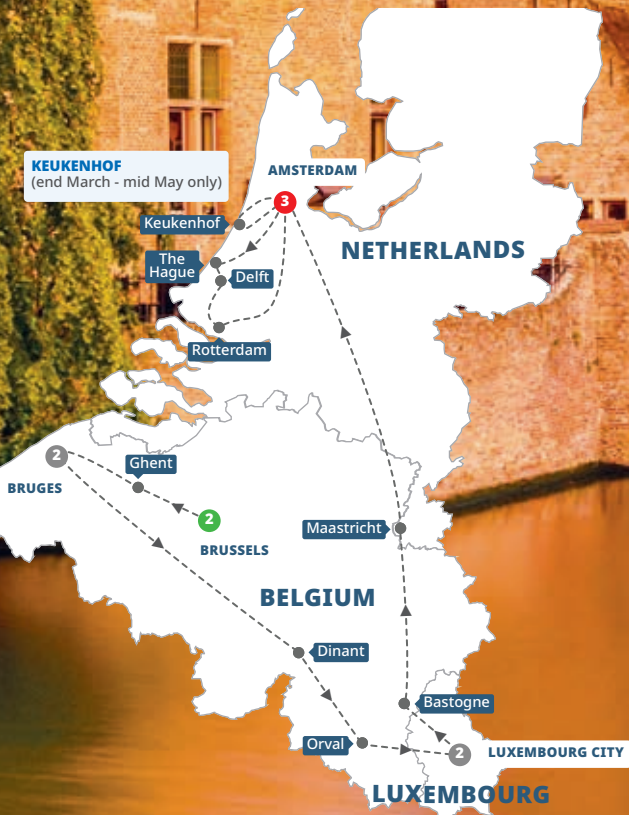 KEUKENHOF
(end March - mid May only)
AMSTERDAM
3
Keukenhof
NETHERLANDS
The
Hague
Delft
Rotterdam
2
Ghent
BRUGES
2
BRUSSELS
Maastricht
BELGIUM
Dinant
Bastogne
Orval
2
LUXEMBOURG CITY
LUXEMBOURG